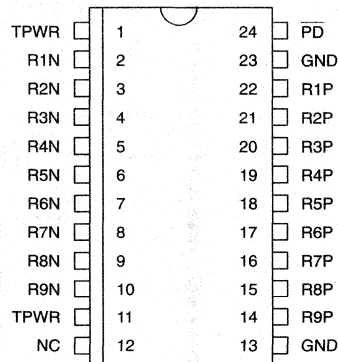 TPWR 1 24 PD
R1N 2 23 GND
R2N 3 22 R1P
R3N 4 21 R2P
R4N 5 20 R3P
R5N 6 19 R4P
R6N 7 18 R5P
R7N 8 17 R6P
R8N 9 16 R7P
R9N 10 15 R8P
TPWR 11 14 R9P
NC 12 13 GND